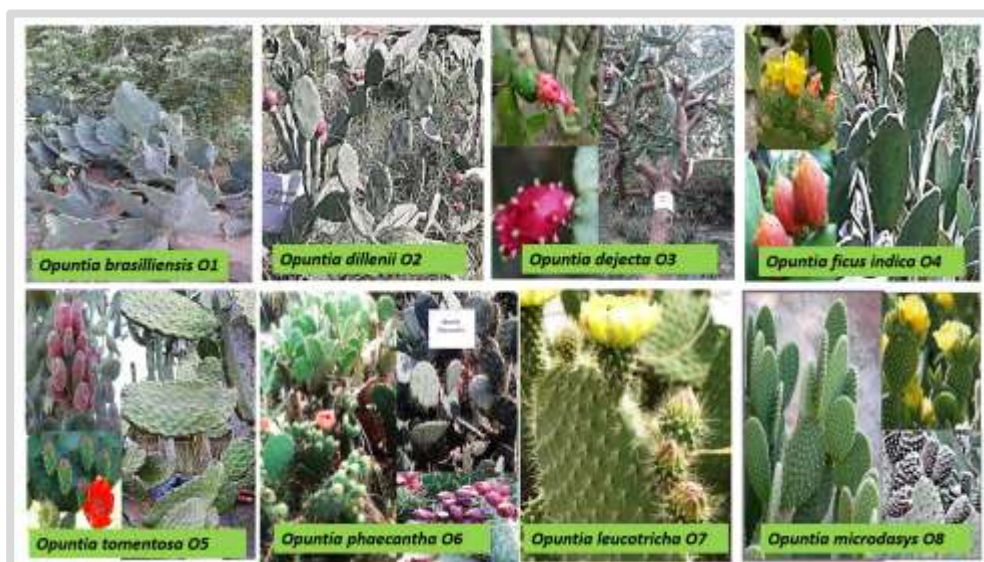 Opuntia brasilliensis O1
Opuntia dillenii O2
Opuntia dejecta O3
Opuntia ficus indica O4
Opuntia tomentosa O5
Opuntia phaecantha O6
Opuntia leucotricha O7
Opuntia microdasys O8